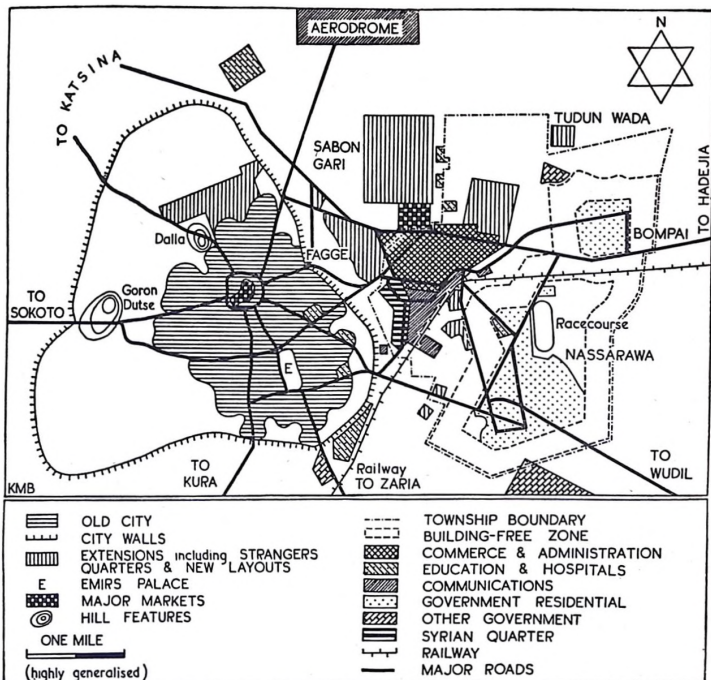 AERODROME
N
TO KATSINA
TUDUN WADA
SABON
GARI
TO HADEJIA
BOMPAI
Dalla
FAGGE
Goron
Dutse
TO
SOKOTO
Racecourse
NASSARAWA
E
TO
KURA
Railway
TO ZARIA
TO
WUDIL
KMB
OLD CITY
CITY WALLS
EXTENSIONS including STRANGERS
QUARTERS & NEW LAYOUTS
E EMIRS PALACE
MAJOR MARKETS
HILL FEATURES
ONE MILE
(highly generalised)
TOWNSHIP BOUNDARY
BUILDING-FREE ZONE
COMMERCE & ADMINISTRATION
EDUCATION & HOSPITALS
COMMUNICATIONS
GOVERNMENT RESIDENTIAL
OTHER GOVERNMENT
SYRIAN QUARTER
RAILWAY
MAJOR ROADS